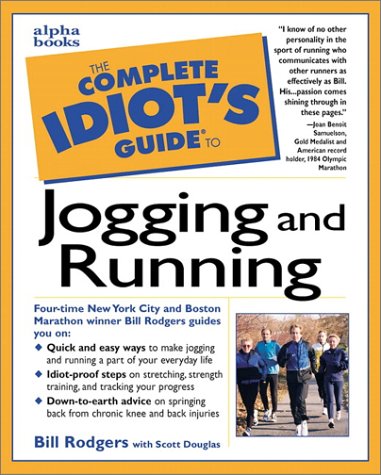 alpha
books
THE
COMPLETE
IDIOT'S
GUIDE® TO
"I know of no other
personality in the
sport of running who
communicates with
other runners as
effectively as Bill.
His...passion comes
shining through in
these pages."
—Joan Benoit
Samuelson,
Gold Medalist and
American record
holder, 1984 Olympic
Marathon
Jogging and
Running
Four-time New York City and Boston
Marathon winner Bill Rodgers guides
you on:
Quick and easy ways to make jogging
and running a part of your everyday life
Idiot-proof steps on stretching, strength
training, and tracking your progress
Down-to-earth advice on springing
back from chronic knee and back injuries
Bill Rodgers with Scott Douglas